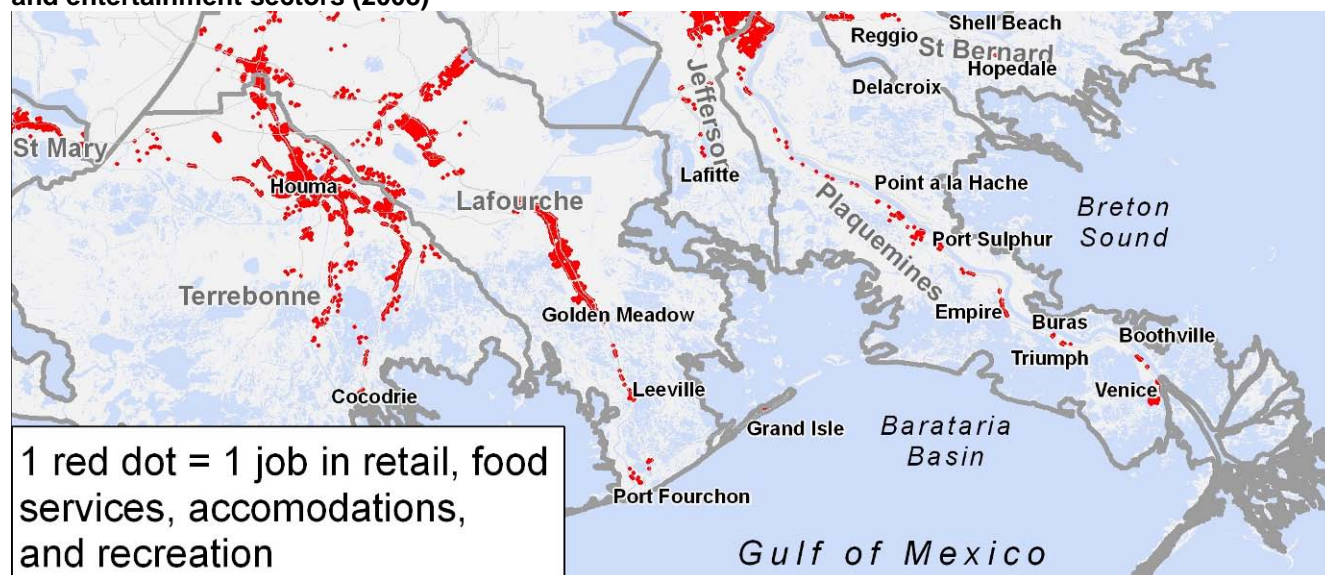 and entertainment sectors (2008)
Shell Beach
Reggio
St Bernard
Hopedale
Delacroix
Jefferson
St Mary
Houma
Lafourche
Lafitte
Point a la Hache
Plaquemines
Breton
Sound
Port Sulphur
Terrebonne
Golden Meadow
Empire
Buras
Boothville
Triumph
Cocodrie
Leeville
Venice
Grand Isle
Barataria
Basin
Port Fourchon
Gulf of Mexico
1 red dot = 1 job in retail, food
services, accomodations,
and recreation